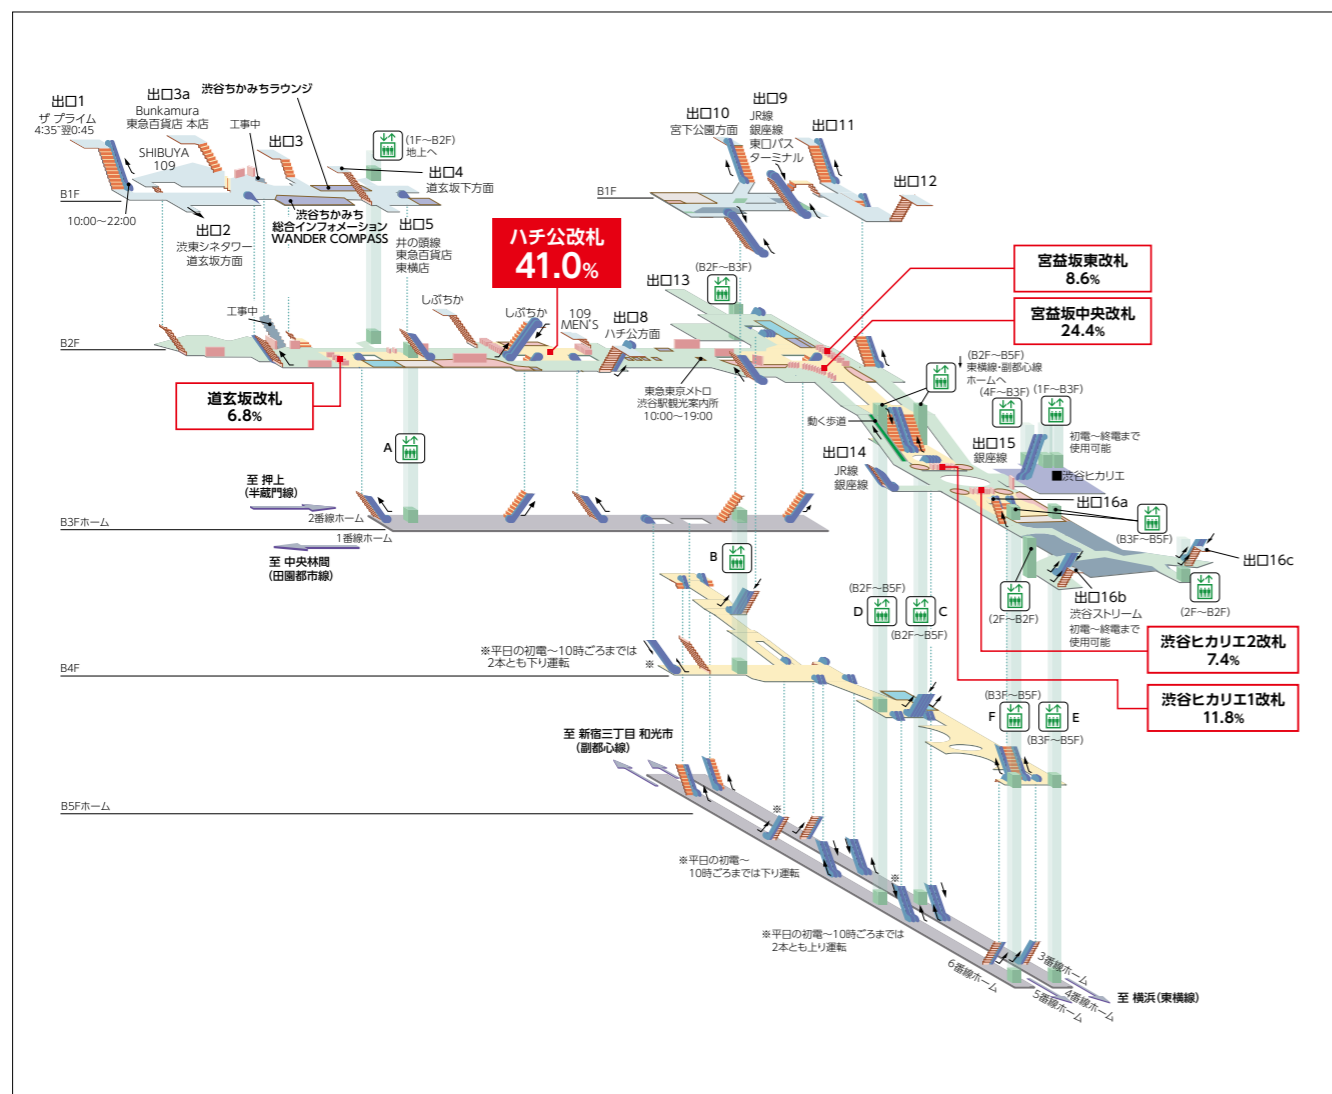 出口1
ザ プライム
4:35~翌0:45
出口3a
Bunkamura
東急百貨店 本店
渋谷ちかみちラウンジ
工事中
出口3
SHIBUYA
109
(1F～B2F)
地上へ
出口4
道玄坂下方面
B1F
10:00～22:00
出口2
渋東シネタワー
道玄坂方面
渋谷ちかみち
総合インフォメーション
WANDER COMPASS
出口5
井の頭線
東急百貨店
東横店
出口10
宮下公園方面
出口9
JR線
銀座線
東口バス
ターミナル
出口11
出口12
B1F
ハチ公改札
41.0%
宮益坂東改札
8.6%
宮益坂中央改札
24.4%
出口13
(B2F～B3F)
工事中
しぶちか
しぶちか
109
MEN'S
出口8
ハチ公方面
B2F
道玄坂改札
6.8%
東急東京メトロ
渋谷駅観光案内所
10:00～19:00
(B2F～B5F)
東横線・副都心線
ホームへ
(4F～B3F)
(1F～B3F)
動く歩道
出口14
JR線
銀座線
出口15
銀座線
初電～終電まで
使用可能
渋谷ヒカリエ
出口16a
(B3F～B5F)
出口16c
(2F～B2F)
出口16b
渋谷ストリーム
初電～終電まで
使用可能
(2F～B2F)
A
至 押上
(半蔵門線)
2番線ホーム
B3Fホーム
1番線ホーム
至 中央林間
(田園都市線)
B
(B2F～B5F)
D
C
(B2F～B5F)
渋谷ヒカリエ2改札
7.4%
渋谷ヒカリエ1改札
11.8%
※平日の初電～10時ごろまでは
2本とも下り運転
※
B4F
(B3F～B5F)
F
E
(B3F～B5F)
至 新宿三丁目 和光市
(副都心線)
B5Fホーム
※
※平日の初電～
10時ごろまでは下り運転
※
※平日の初電～10時ごろまでは
2本とも上り運転
6番線ホーム
5番線ホーム
3番線ホーム
4番線ホーム
至 横浜(東横線)